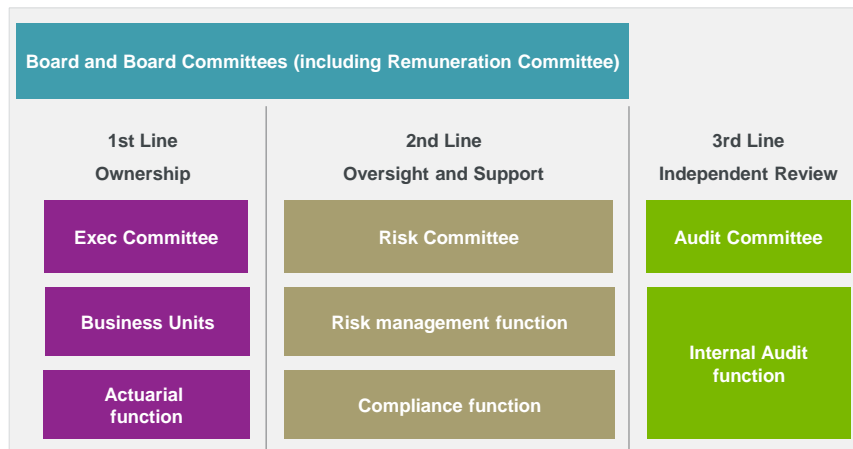 Board and Board Committees (including Remuneration Committee)
1st Line
Ownership
2nd Line
Oversight and Support
3rd Line
Independent Review
Exec Committee
Risk Committee
Audit Committee
Business Units
Risk management function
Internal Audit
function
Actuarial
function
Compliance function